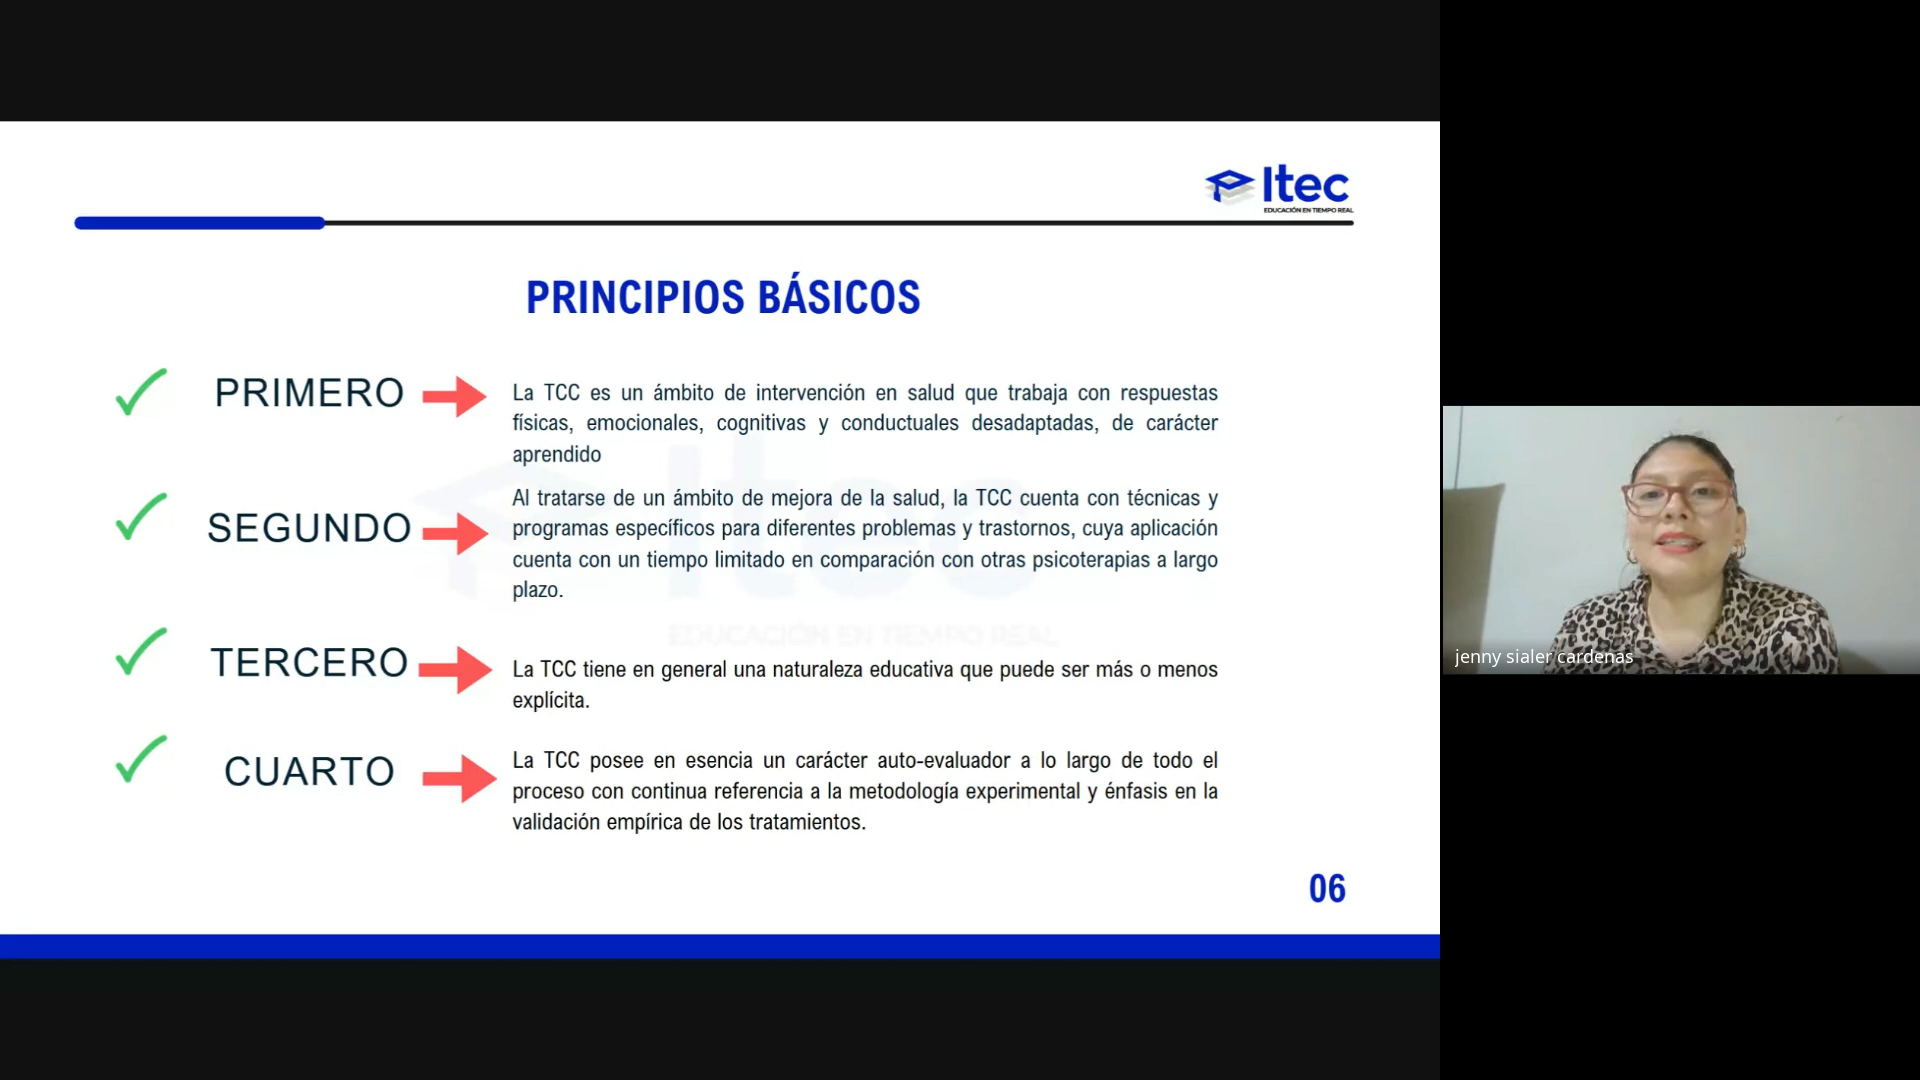 Itec
EDUCACIÓN EN TIEMPO REAL
PRINCIPIOS BÁSICOS
PRIMERO
La TCC es un ámbito de intervención en salud que trabaja con respuestas
físicas, emocionales, cognitivas y conductuales desadaptadas, de carácter
aprendido
SEGUNDO
Al tratarse de un ámbito de mejora de la salud, la TCC cuenta con técnicas y
programas específicos para diferentes problemas y trastornos, cuya aplicación
cuenta con un tiempo limitado en comparación con otras psicoterapias a largo
plazo.
Itec
EDUCACIÓN EN TIEMPO REAL
TERCERO
La TCC tiene en general una naturaleza educativa que puede ser más o menos
explícita.
CUARTO
La TCC posee en esencia un carácter auto-evaluador a lo largo de todo el
proceso con continua referencia a la metodología experimental y énfasis en la
validación empírica de los tratamientos.
06
jenny sialer cardenas